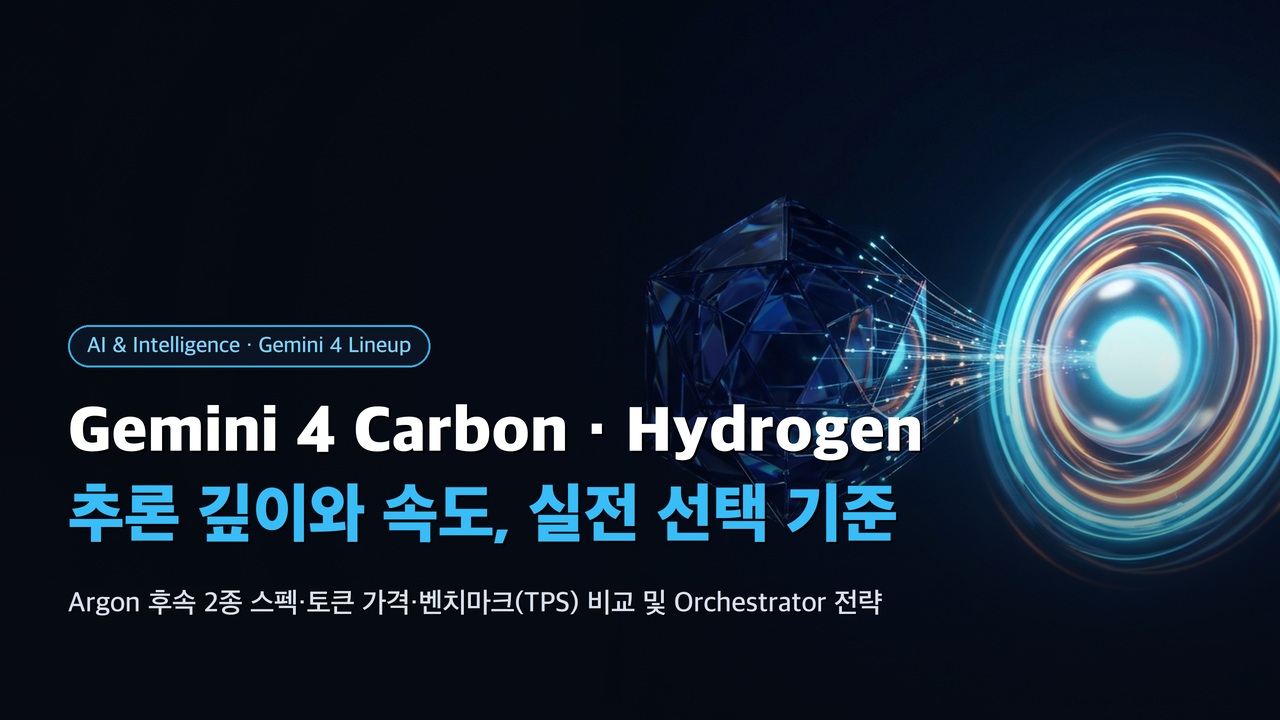 AI & Intelligence · Gemini 4 Lineup
Gemini 4 Carbon · Hydrogen
추론 깊이와 속도, 실전 선택 기준
Argon 후속 2종 스펙·토큰 가격·벤치마크(TPS) 비교 및 Orchestrator 전략